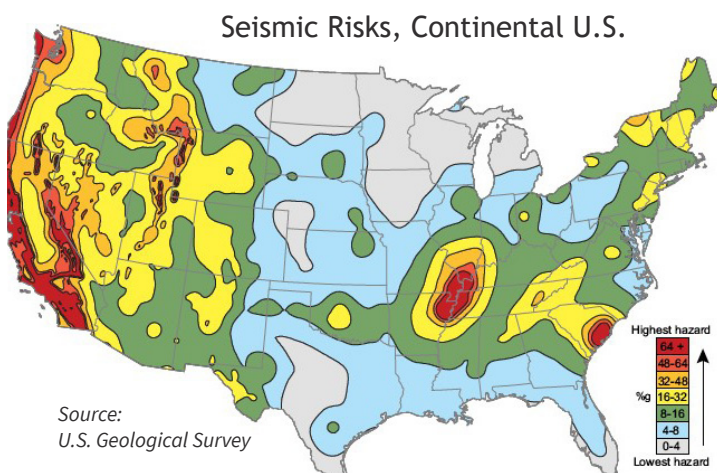 Seismic Risks, Continental U.S.
Highest hazard
64 +
48-64
32-48
%g 16-32
8-16
4-8
0-4
Lowest hazard
Source:
U.S. Geological Survey